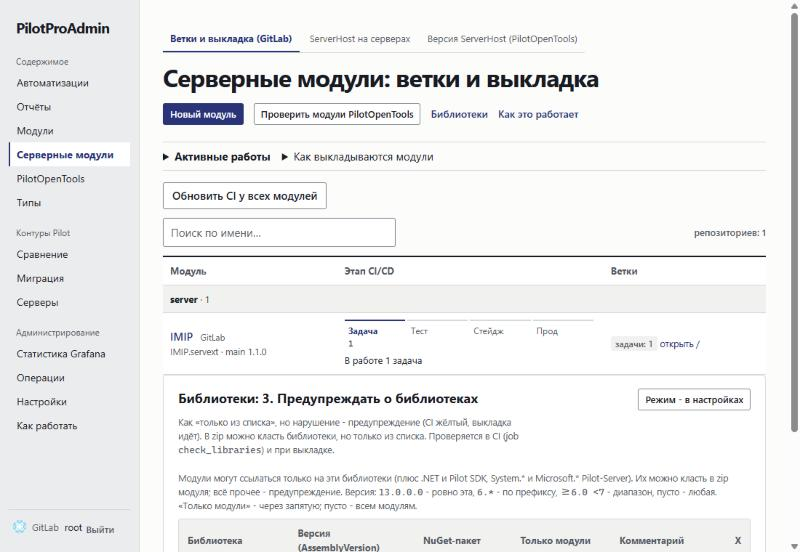 PilotProAdmin
Содержимое
Автоматизации
Отчёты
Модули
Серверные модули
PilotOpenTools
Типы
Контуры Pilot
Сравнение
Миграция
Серверы
Администрирование
Статистика Grafana
Операции
Настройки
Как работать
GitLab root Выйти
Ветки и выкладка (GitLab) ServerHost на серверах Версия ServerHost (PilotOpenTools)
Серверные модули: ветки и выкладка
Новый модуль Проверить модули PilotOpenTools Библиотеки Как это работает
▶ Активные работы ▶ Как выкладываются модули
Обновить CI у всех модулей
Поиск по имени... репозиториев: 1
Модуль Этап CI/CD Ветки
server · 1
IMIP GitLab
IMIP.servext · main 1.1.0
Задача Тест Стейдж Прод
1
В работе 1 задача
задачи: 1 открыть /
Библиотеки: 3. Предупреждать о библиотеках
Режим - в настройках
Как «только из списка», но нарушение - предупреждение (CI жёлтый, выкладка
идёт). В zip можно класть библиотеки, но только из списка. Проверяется в CI (job
check_libraries) и при выкладке.
Модули могут ссылаться только на эти библиотеки (плюс .NET и Pilot SDK, System.* и Microsoft.* Pilot-Server). Их можно класть в zip
модуля; всё прочее - предупреждение. Версия: 13.0.0.0 - ровно эта, 6.* - по префиксу, ≥6.0 <7 - диапазон, пусто - любая.
«Только модули» - через запятую; пусто - всем модулям.
Библиотека Версия (AssemblyVersion) NuGet-пакет Только модули Комментарий X